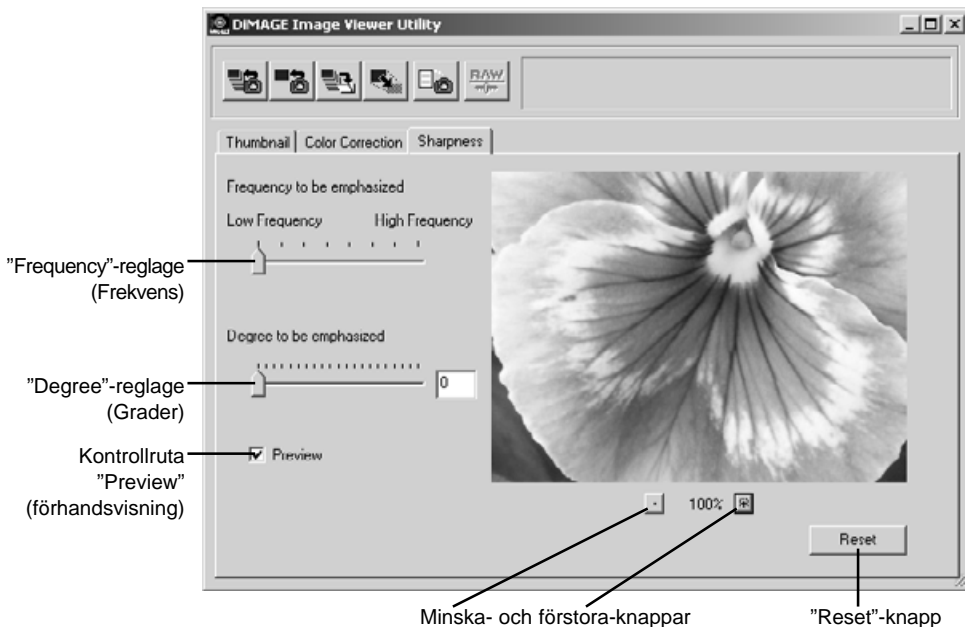 DiMAGE Image Viewer Utility
RAW
Thumbnail Color Correction Sharpness
Frequency to be emphasized
Low Frequency High Frequency
"Frequency"-reglage
(Frekvens)
Degree to be emphasized
"Degree"-reglage
(Grader)
0
Kontrollruta
"Preview"
(förhandsvisning)
Preview
100%
Reset
Minska- och förstora-knappar
"Reset"-knapp